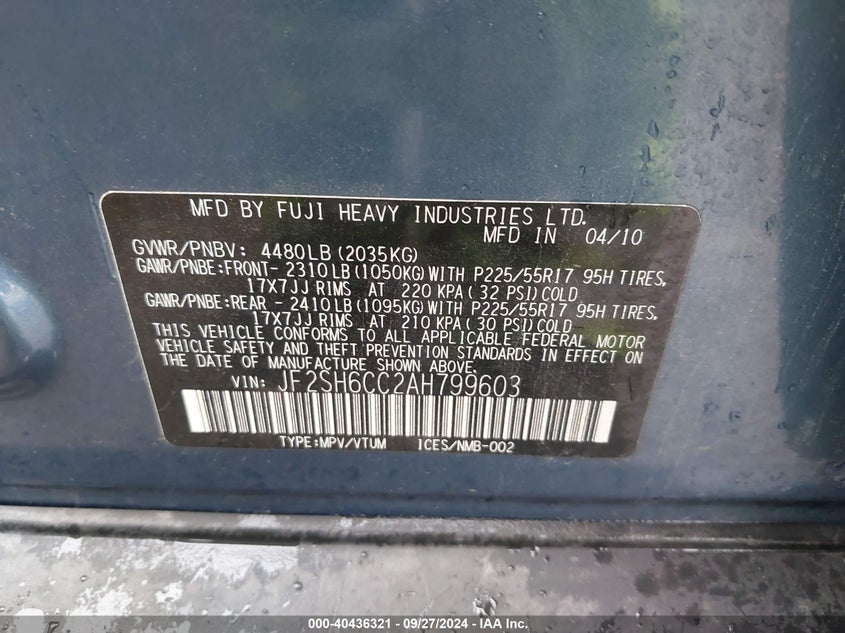 MFD BY FUJI HEAVY INDUSTRIES LTD.
MFD IN 04/10
GVWR/PNBV: 4480LB (2035KG)
GAWR/PNBE:FRONT- 2310LB (1050KG) WITH P225/55R17 95H TIRES,
17X7JJ RIMS AT 220 KPA ( 32 PSI) COLD
GAWR/PNBE:REAR - 2410LB (1095KG) WITH P225/55R17 95H TIRES,
17X7JJ RIMS AT 210 KPA ( 30 PSI) COLD
THIS VEHICLE CONFORMS TO ALL APPLICABLE FEDERAL MOTOR
VEHICLE SAFETY AND THEFT PREVENTION STANDARDS IN EFFECT ON
THE DATE OF MANUFACTURE SHOWN ABOVE.
VIN: JF2SH6CC2AH799603
TYPE:MPV/VTUM ICES/NMB-002
000-40436321 - 09/27/2024 - IAA Inc.